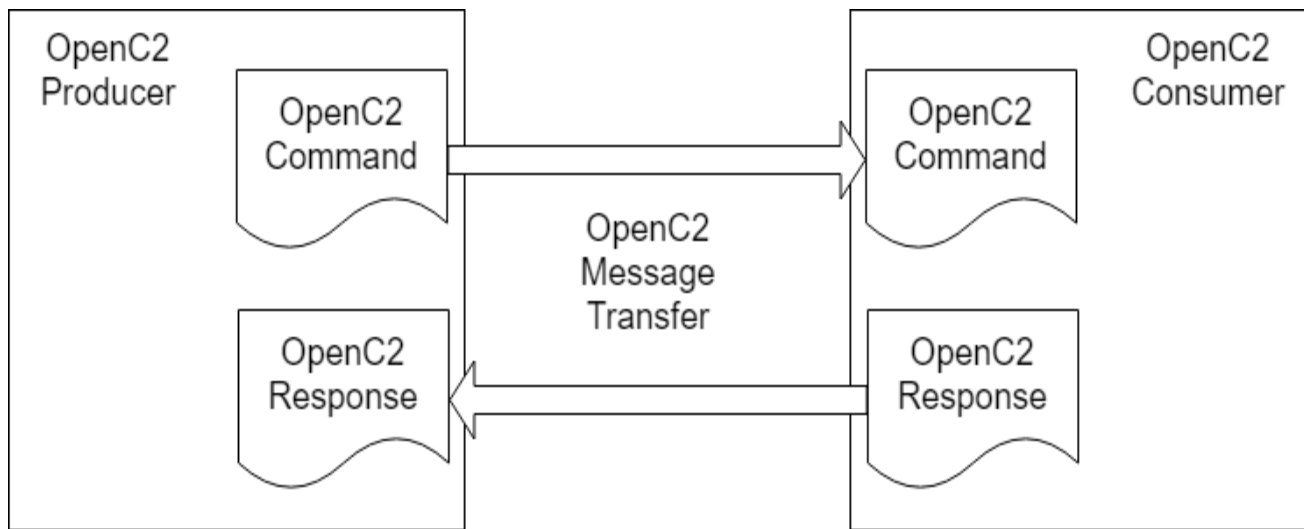 OpenC2
Producer
OpenC2
Command
OpenC2
Command
OpenC2
Consumer
OpenC2
Message
Transfer
OpenC2
Response
OpenC2
Response